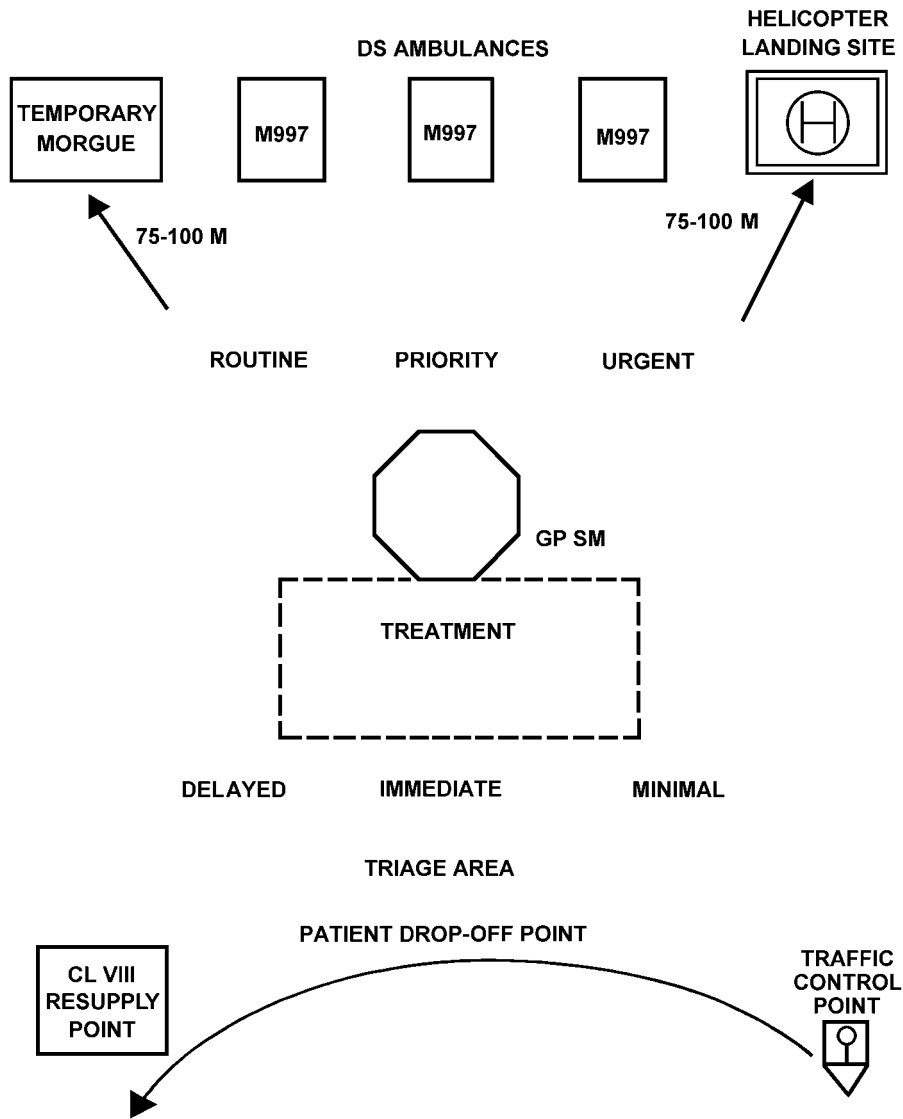 HELICOPTER
LANDING SITE
DS AMBULANCES
TEMPORARY
MORGUE
M997
M997
M997
H
75-100 M
75-100 M
ROUTINE
PRIORITY
URGENT
GP SM
TREATMENT
DELAYED
IMMEDIATE
MINIMAL
TRIAGE AREA
PATIENT DROP-OFF POINT
CL VIII
RESUPPLY
POINT
TRAFFIC
CONTROL
POINT